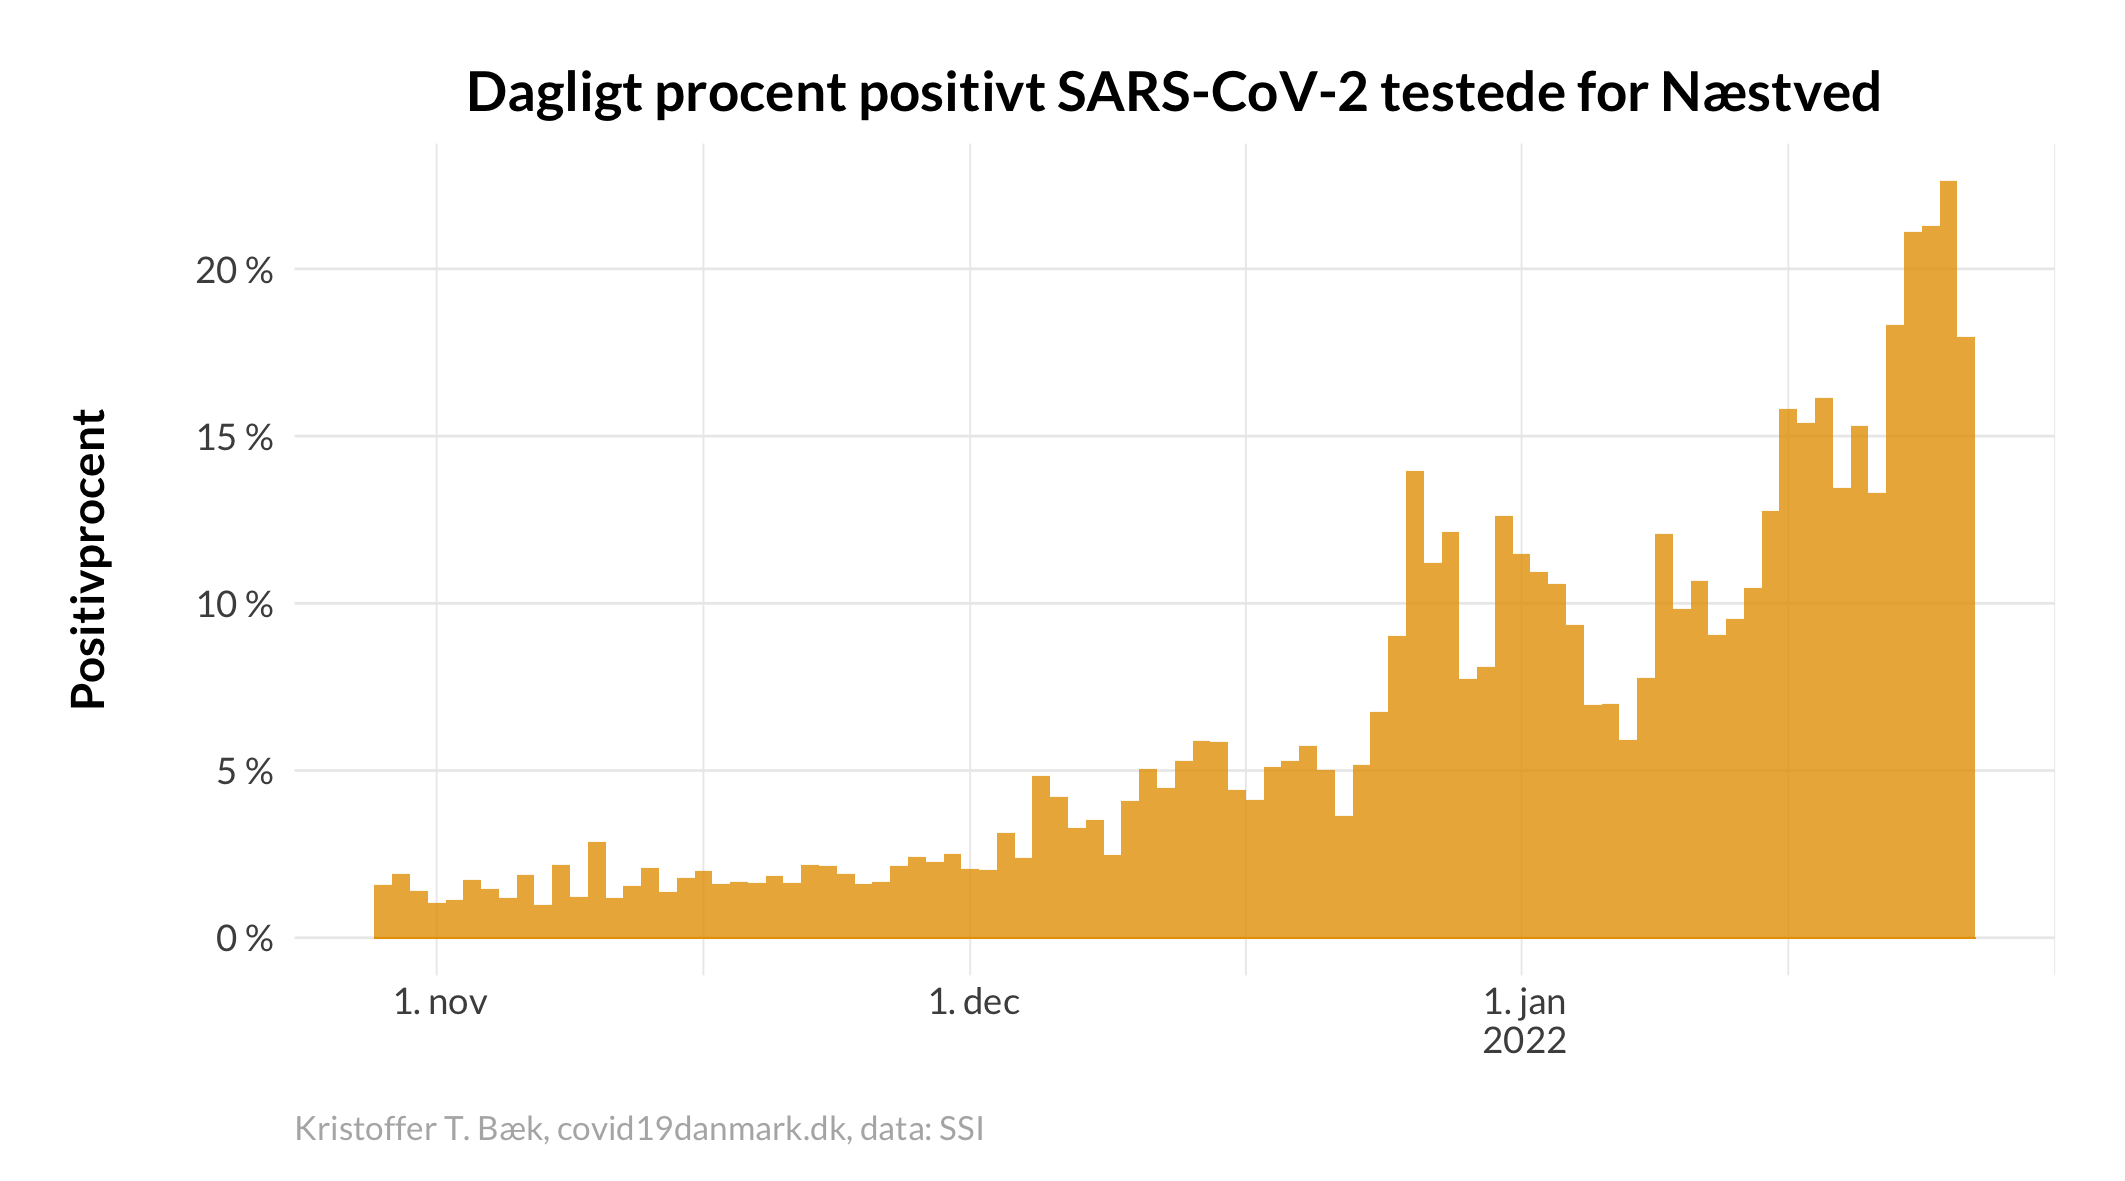 Dagligt procent positivt SARS-CoV-2 testede for Næstved
Positivprocent
20 %
15 %
10 %
5 %
0 %
1. nov
1. dec
1. jan
2022
Kristoffer T. Bæk, covid19danmark.dk, data: SSI